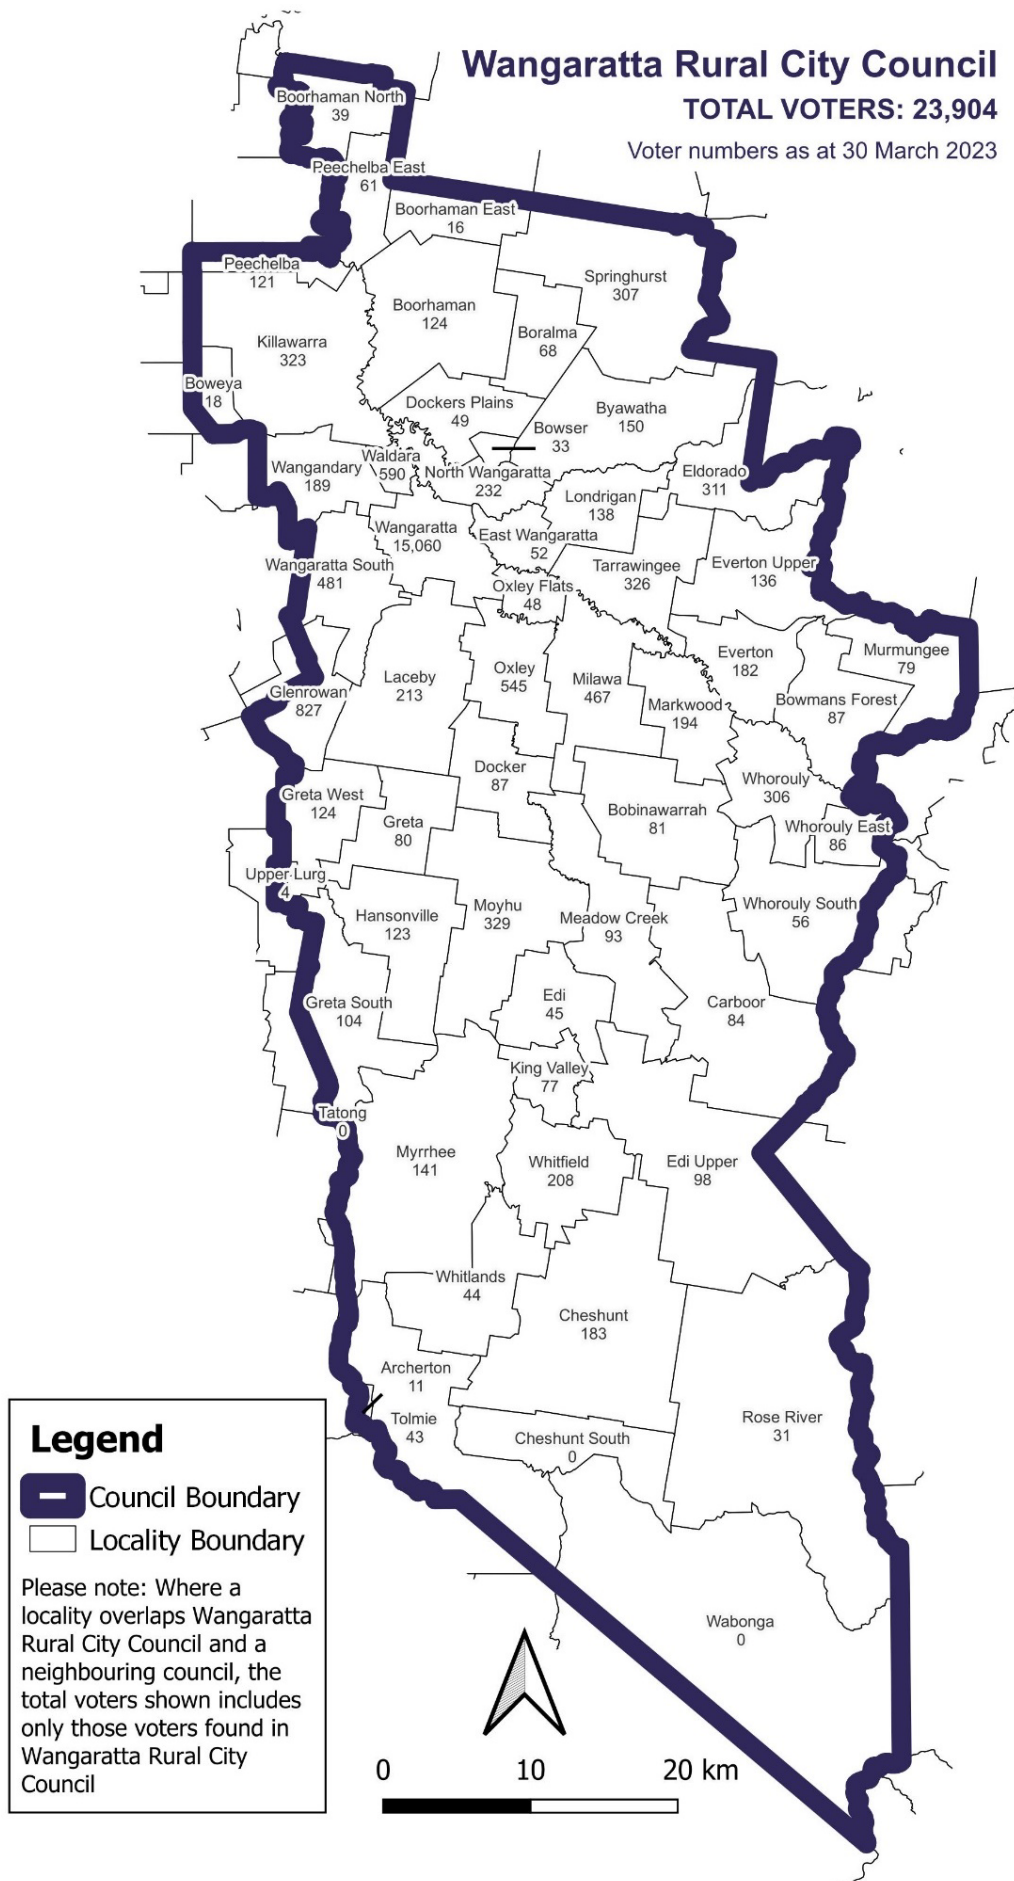 Wangaratta Rural City Council
TOTAL VOTERS: 23,904
Voter numbers as at 30 March 2023
Boorhaman North
39
Peechelba East
61
Boorhaman East
16
Peechelba
121
Springhurst
307
Boorhaman
124
Boralma
68
Killawarra
323
Boweya
18
Dockers Plains
49
Byawatha
150
Bowser
33
Waldara
590
Wangandary
189
North Wangaratta
232
Eldorado
311
Londrigan
138
Wangaratta
15,060
East Wangaratta
52
Wangaratta South
481
Tarrawingee
326
Everton Upper
136
Oxley Flats
48
Everton
182
Murmungee
79
Glenrowan
827
Laceby
213
Oxley
545
Milawa
467
Markwood
194
Bowmans Forest
87
Docker
87
Whorouly
306
Greta West
124
Greta
80
Bobinawarrah
81
Whorouly East
86
Upper Lurg
4
Hansonville
123
Moyhu
329
Meadow Creek
93
Whorouly South
56
Greta South
104
Edi
45
Carboor
84
King Valley
77
Tatong
0
Myrrhee
141
Whitfield
208
Edi Upper
98
Whitlands
44
Cheshunt
183
Archerton
11
Tolmie
43
Cheshunt South
0
Rose River
31
Wabonga
0
Legend
Council Boundary
Locality Boundary
Please note: Where a
locality overlaps Wangaratta
Rural City Council and a
neighbouring council, the
total voters shown includes
only those voters found in
Wangaratta Rural City
Council
0 10 20 km